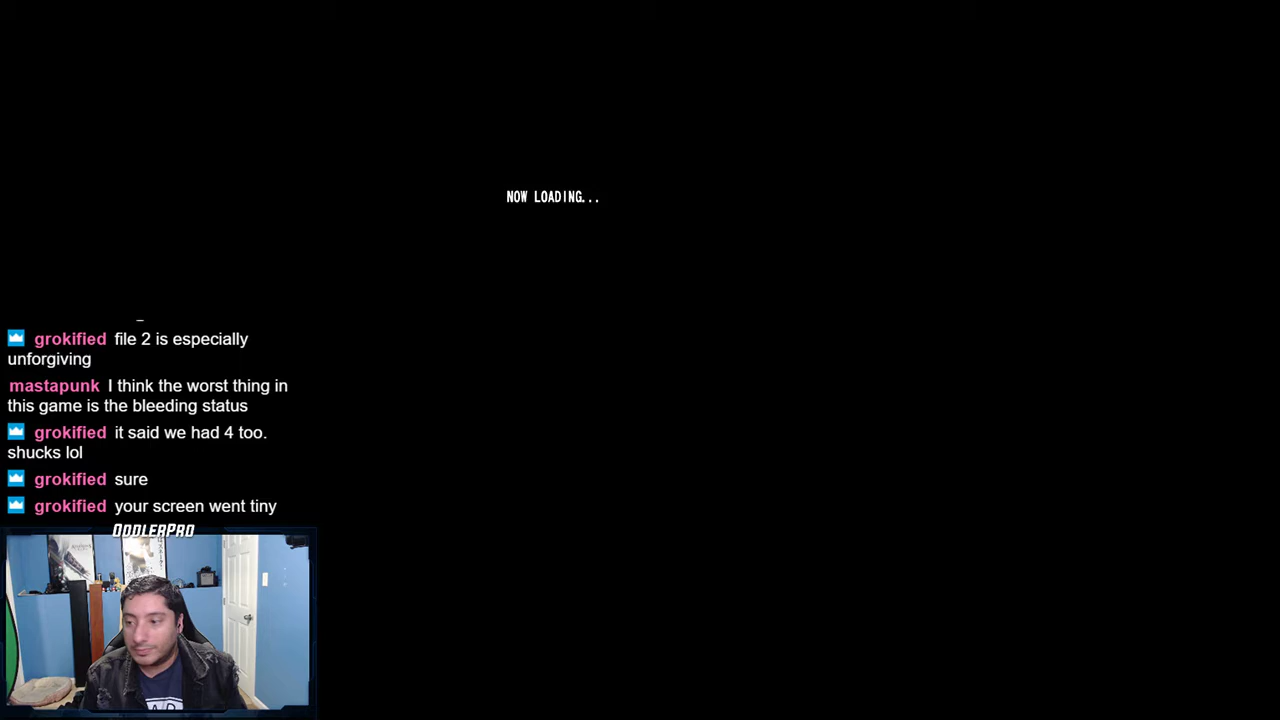 NOW LOADING...
grokified file 2 is especially
unforgiving
mastapunk I think the worst thing in
this game is the bleeding status
grokified it said we had 4 too.
shucks lol
grokified sure
grokified your screen went tiny
ODDLERPRO